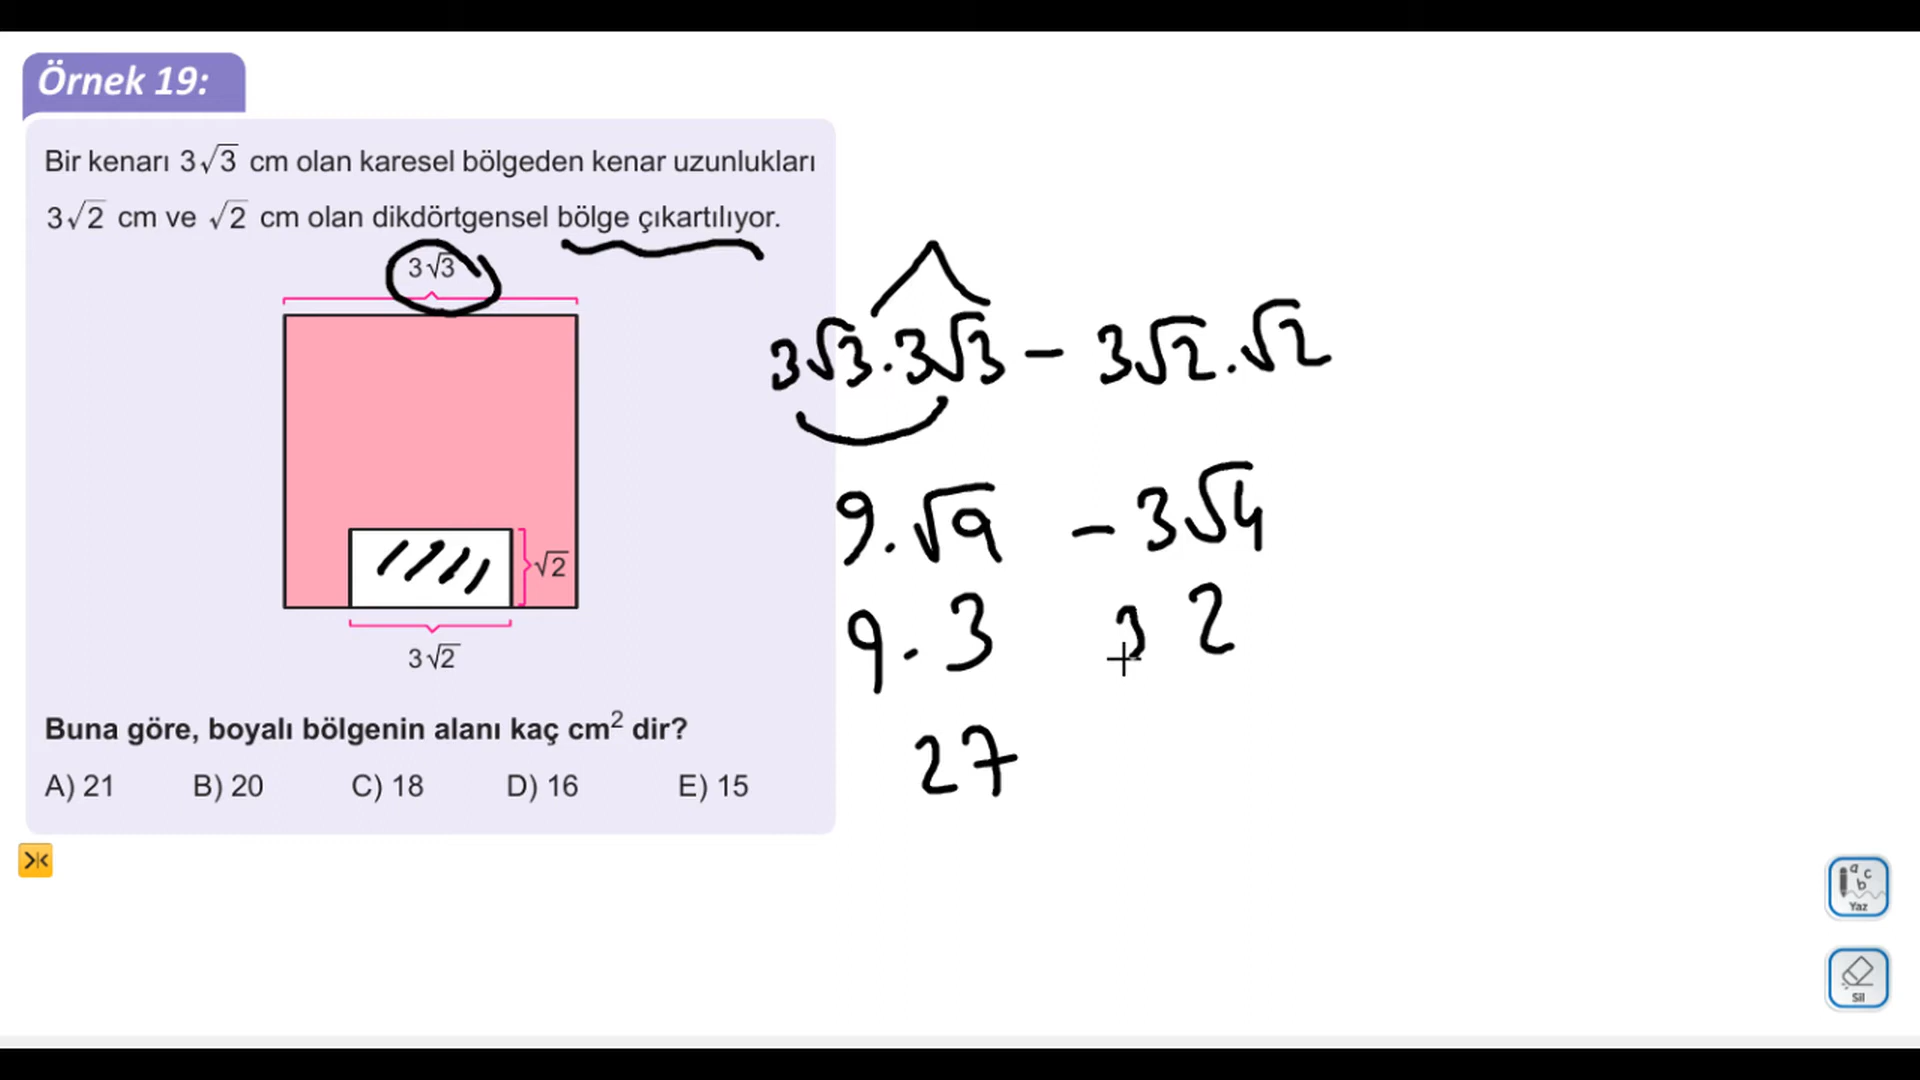 Örnek 19:
Bir kenarı 3√3 cm olan karesel bölgeden kenar uzunlukları
3√2 cm ve √2 cm olan dikdörtgensel bölge çıkartılıyor.
3√3
√2
3√2
Buna göre, boyalı bölgenin alanı kaç cm² dir?
A) 21 B) 20 C) 18 D) 16 E) 15
3√3.3√3 - 3√2.√2
9.√9 - 3√4
9.3 3 2
27
a b c
Yaz
Sil